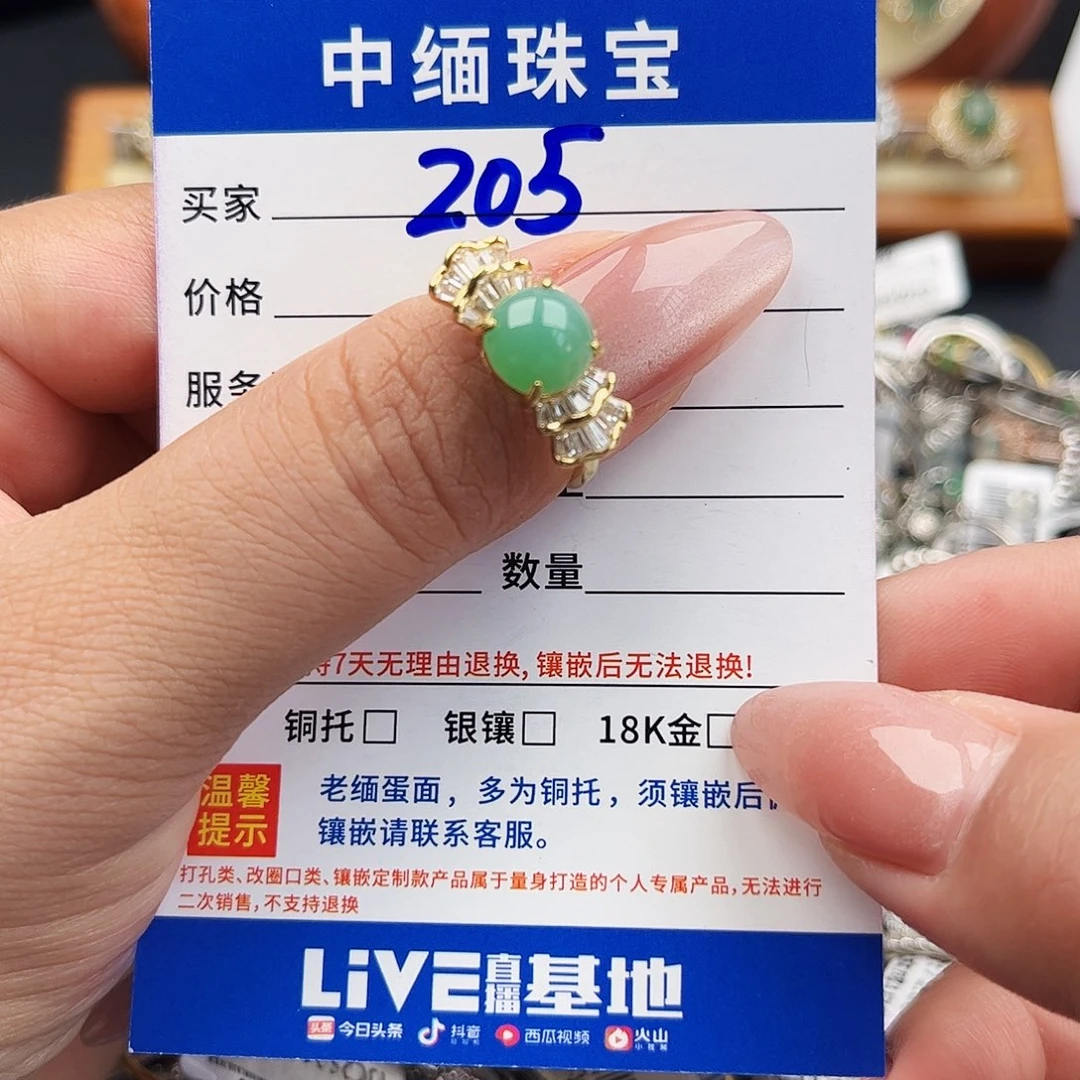 中缅珠宝
买家 205
价格
服务
数量
7天无理由退换,镶嵌后无法退换!
铜托□ 银镶□ 18K金□
温馨提示
老缅蛋面，多为铜托，须镶嵌后
镶嵌请联系客服。
打孔类、改圈口类、镶嵌定制款产品属于量身打造的个人专属产品,无法进行
二次销售,不支持退换
LiVE直播基地
头条 今日头条 抖音 西瓜视频 火山小视频